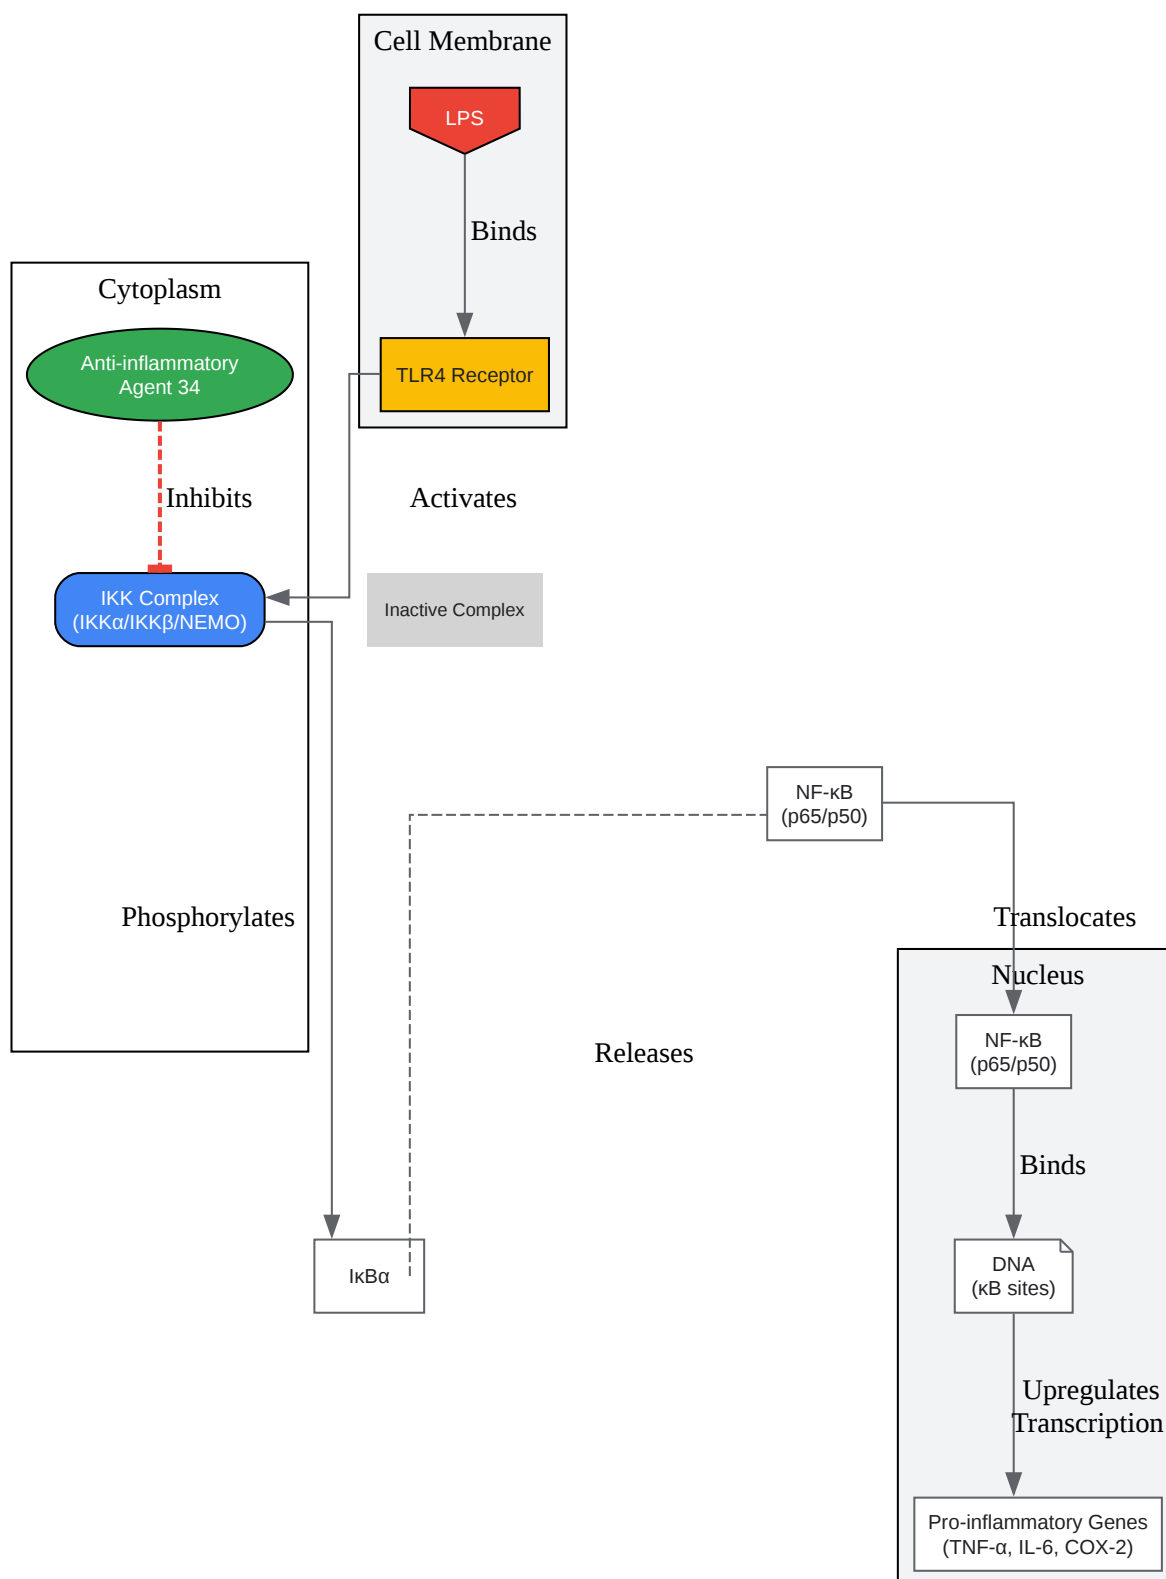 Cell Membrane
LPS
Binds
Cytoplasm
Anti-inflammatory
Agent 34
TLR4 Receptor
Inhibits
Activates
IKK Complex
(IKKα/IKKβ/NEMO)
Inactive Complex
NF-κB
(p65/p50)
Phosphorylates
Translocates
Nucleus
NF-κB
(p65/p50)
Releases
Binds
IκBα
DNA
(κB sites)
Upregulates
Transcription
Pro-inflammatory Genes
(TNF-α, IL-6, COX-2)